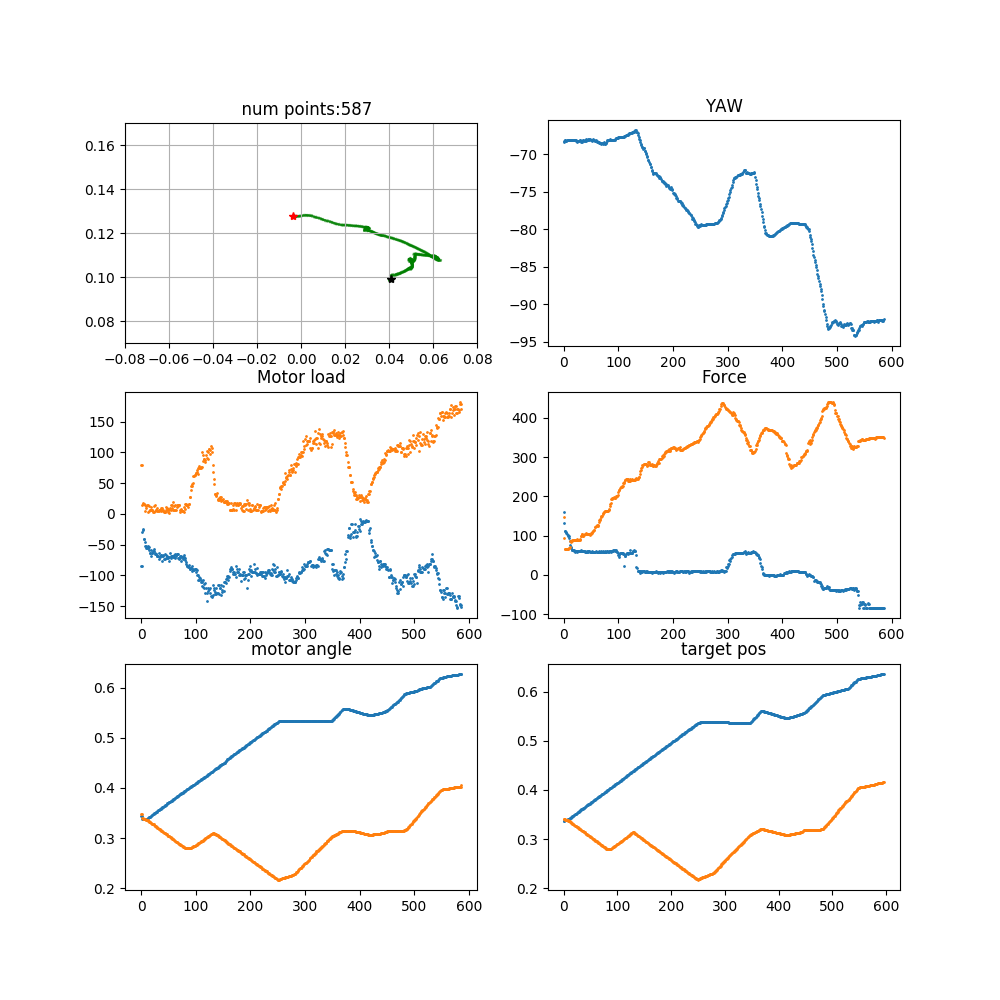 num points:587
0.16
0.14
0.12
0.10
0.08
−0.08 −0.06 −0.04 −0.02 0.00 0.02 0.04 0.06 0.08
YAW
−70
−75
−80
−85
−90
−95
0 100 200 300 400 500 600
Motor load
150
100
50
0
−50
−100
−150
0 100 200 300 400 500 600
Force
400
300
200
100
0
−100
0 100 200 300 400 500 600
motor angle
0.6
0.5
0.4
0.3
0.2
0 100 200 300 400 500 600
target pos
0.6
0.5
0.4
0.3
0.2
0 100 200 300 400 500 600